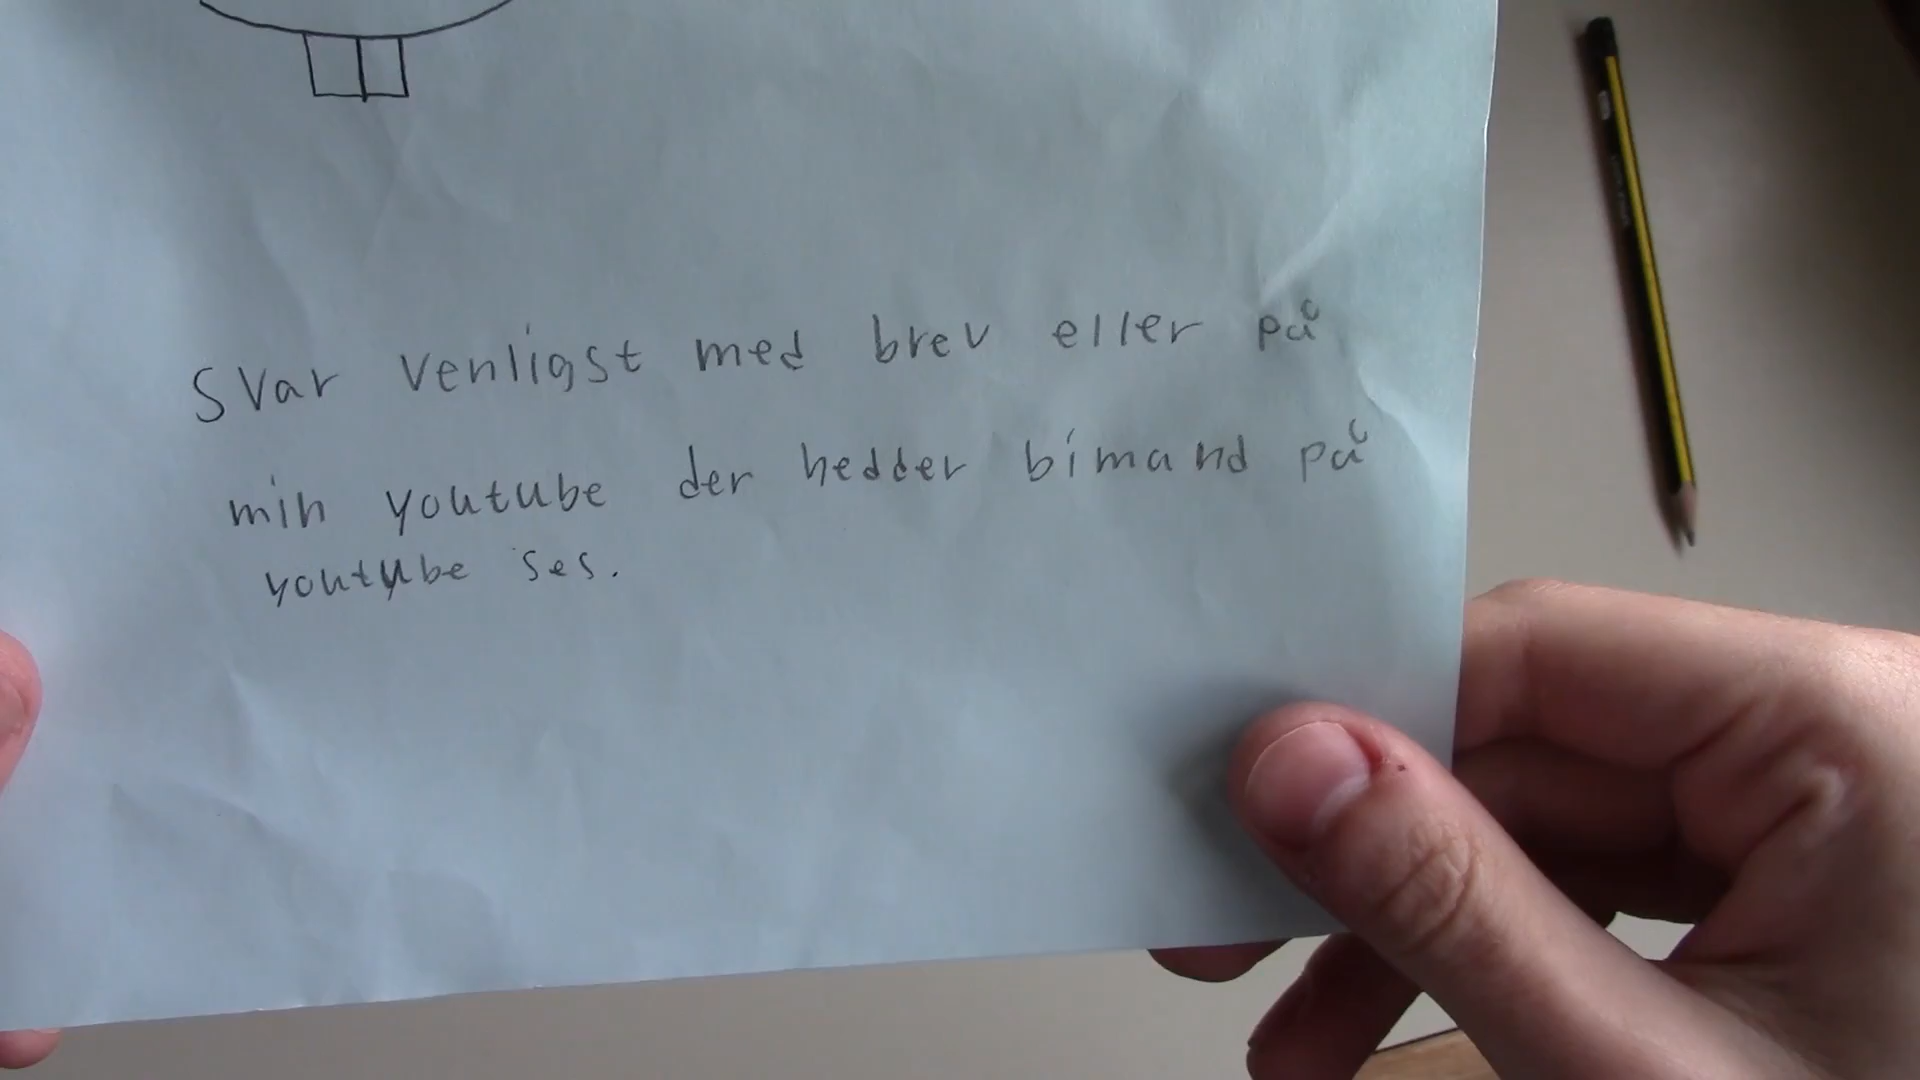 Svar venligst med brev eller på
min youtube der hedder bimand på
youtube ses.